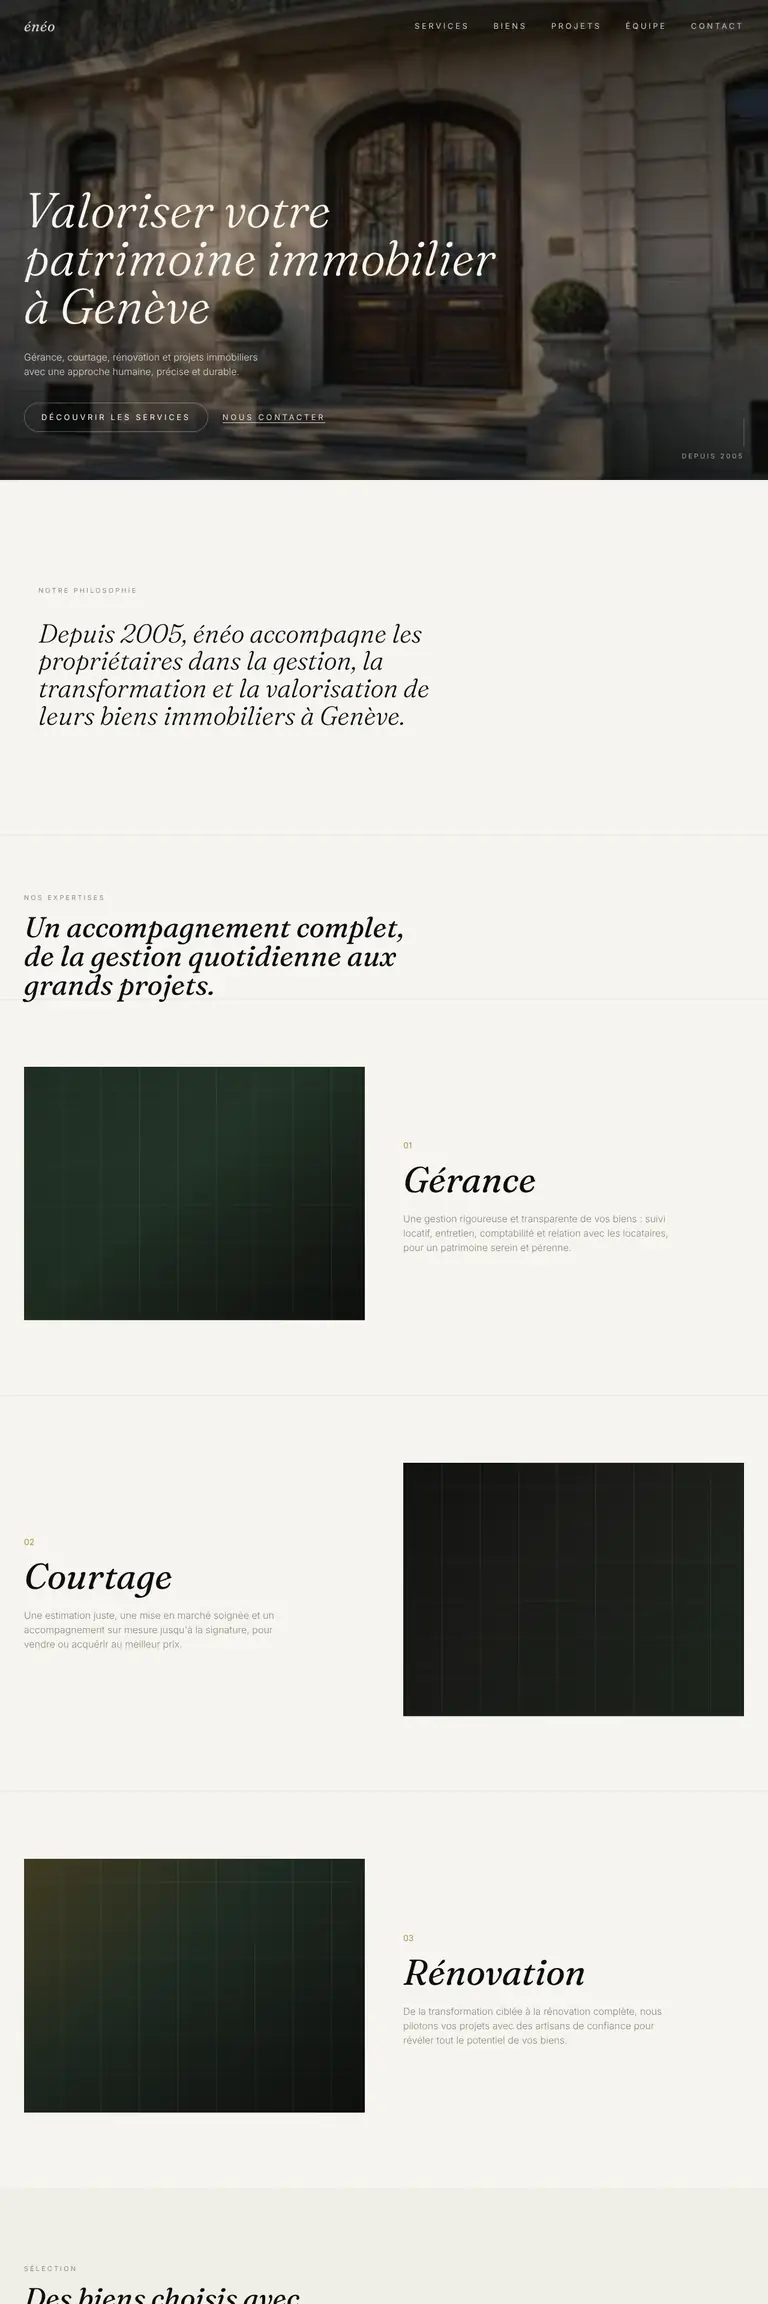 énéo
SERVICES BIENS PROJETS ÉQUIPE CONTACT
Valoriser votre
patrimoine immobilier
à Genève
Gérance, courtage, rénovation et projets immobiliers
avec une approche humaine, précise et durable.
DÉCOUVRIR LES SERVICES NOUS CONTACTER
DEPUIS 2005
NOTRE PHILOSOPHIE
Depuis 2005, énéo accompagne les
propriétaires dans la gestion, la
transformation et la valorisation de
leurs biens immobiliers à Genève.
NOS EXPERTISES
Un accompagnement complet,
de la gestion quotidienne aux
grands projets.
01
Gérance
Une gestion rigoureuse et transparente de vos biens : suivi
locatif, entretien, comptabilité et relation avec les locataires,
pour un patrimoine serein et pérenne.
02
Courtage
Une estimation juste, une mise en marché soignée et un
accompagnement sur mesure jusqu'à la signature, pour
vendre ou acquérir au meilleur prix.
03
Rénovation
De la transformation ciblée à la rénovation complète, nous
pilotons vos projets avec des artisans de confiance pour
révéler tout le potentiel de vos biens.
SÉLECTION
Des biens choisis avec